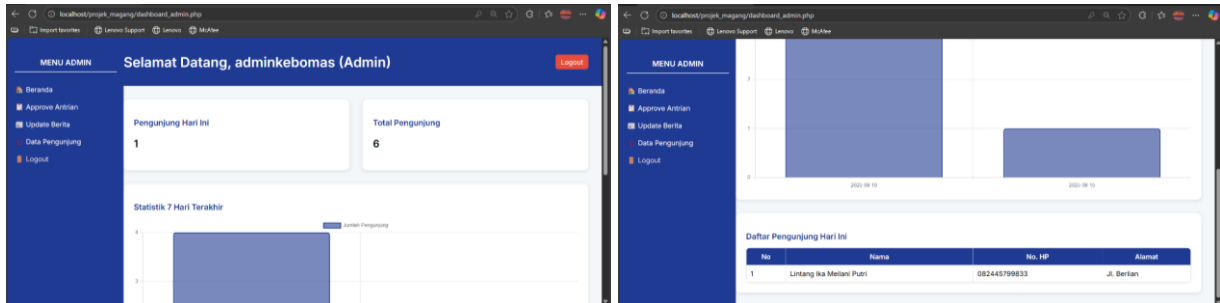 localhost/projek_magang/dashboard_admin.php
Import favorites Lenovo Support Lenovo McAfee
MENU ADMIN
Selamat Datang, adminkebomas (Admin)
Logout
Beranda
Approve Antrian
Update Berita
Data Pengunjung
Logout
Pengunjung Hari Ini
1
Total Pengunjung
6
Statistik 7 Hari Terakhir
Jumlah Pengunjung
4
3
localhost/projek_magang/dashboard_admin.php
Import favorites Lenovo Support Lenovo McAfee
MENU ADMIN
Beranda
Approve Antrian
Update Berita
Data Pengunjung
Logout
2
1
0
Daftar Pengunjung Hari Ini
No Nama No. HP Alamat
1 Lintang Ika Meilani Putri 082445799833 Jl. Berlian